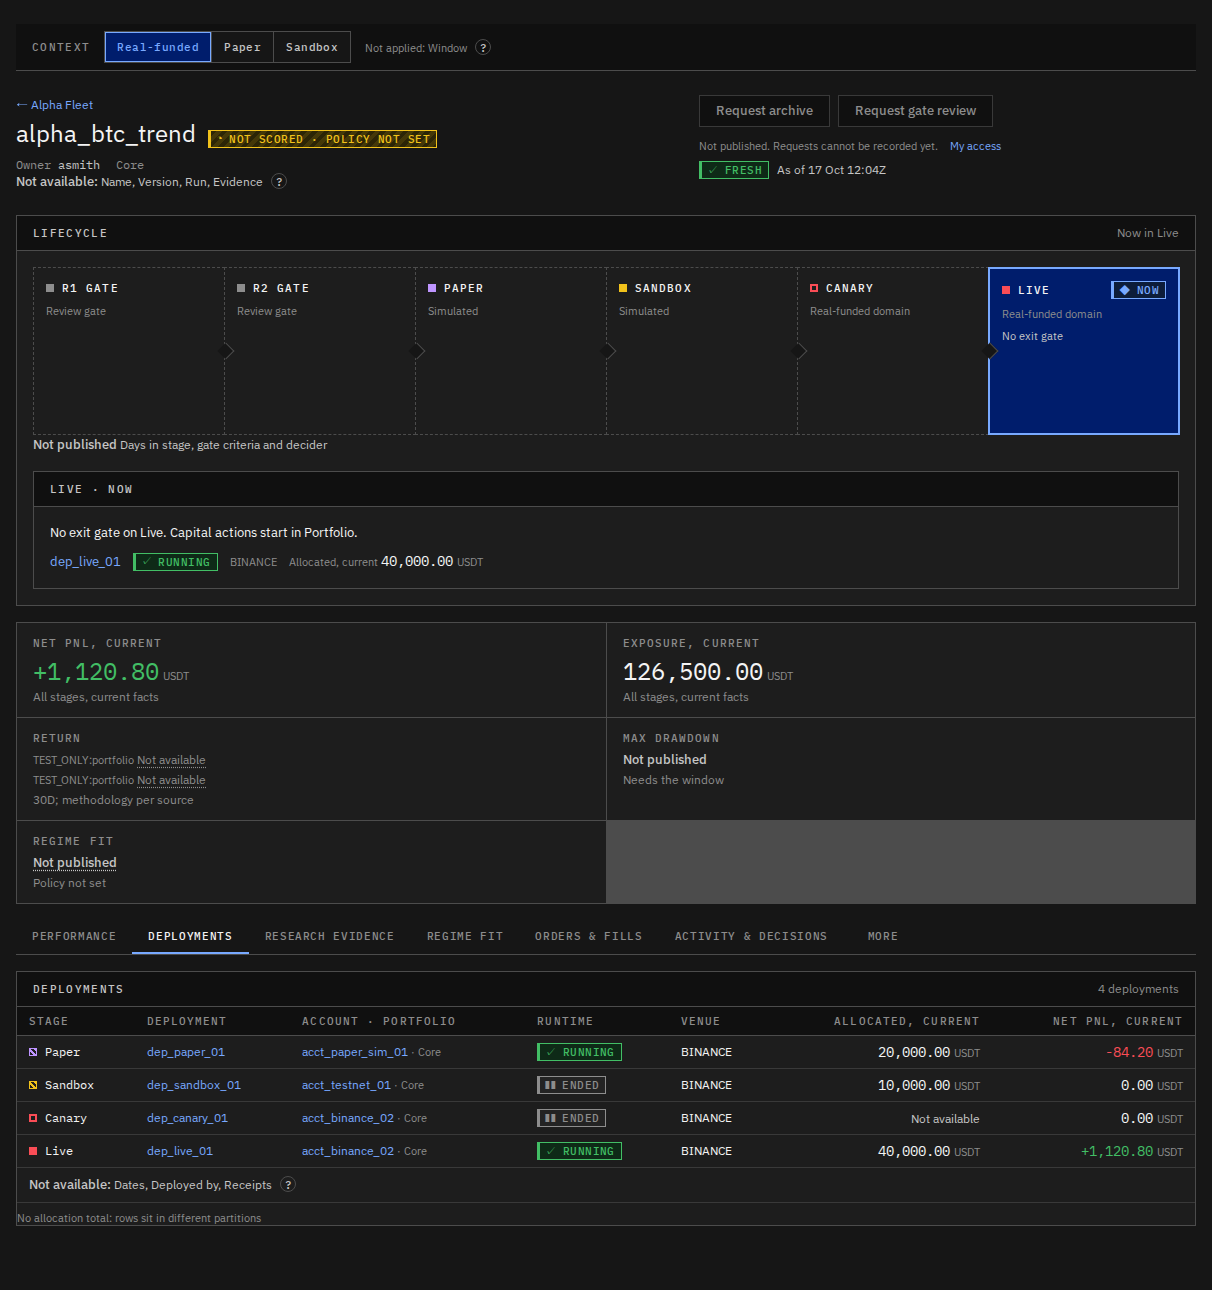 CONTEXT Real-funded Paper Sandbox Not applied: Window ?
← Alpha Fleet
Request archive Request gate review
alpha_btc_trend NOT SCORED · POLICY NOT SET
Not published. Requests cannot be recorded yet. My access
Owner asmith Core
✓ FRESH As of 17 Oct 12:04Z
Not available: Name, Version, Run, Evidence ?
LIFECYCLE Now in Live
R1 GATE
Review gate
R2 GATE
Review gate
PAPER
Simulated
SANDBOX
Simulated
CANARY
Real-funded domain
LIVE ◆ NOW
Real-funded domain
No exit gate
Not published Days in stage, gate criteria and decider
LIVE · NOW
No exit gate on Live. Capital actions start in Portfolio.
dep_live_01 ✓ RUNNING BINANCE Allocated, current 40,000.00 USDT
NET PNL, CURRENT
+1,120.80 USDT
All stages, current facts
EXPOSURE, CURRENT
126,500.00 USDT
All stages, current facts
RETURN
TEST_ONLY:portfolio Not available
TEST_ONLY:portfolio Not available
30D; methodology per source
MAX DRAWDOWN
Not published
Needs the window
REGIME FIT
Not published
Policy not set
PERFORMANCE DEPLOYMENTS RESEARCH EVIDENCE REGIME FIT ORDERS & FILLS ACTIVITY & DECISIONS MORE
DEPLOYMENTS 4 deployments
STAGE DEPLOYMENT ACCOUNT · PORTFOLIO RUNTIME VENUE ALLOCATED, CURRENT NET PNL, CURRENT
Paper dep_paper_01 acct_paper_sim_01 · Core ✓ RUNNING BINANCE 20,000.00 USDT -84.20 USDT
Sandbox dep_sandbox_01 acct_testnet_01 · Core ENDED BINANCE 10,000.00 USDT 0.00 USDT
Canary dep_canary_01 acct_binance_02 · Core ENDED BINANCE Not available 0.00 USDT
Live dep_live_01 acct_binance_02 · Core ✓ RUNNING BINANCE 40,000.00 USDT +1,120.80 USDT
Not available: Dates, Deployed by, Receipts ?
No allocation total: rows sit in different partitions